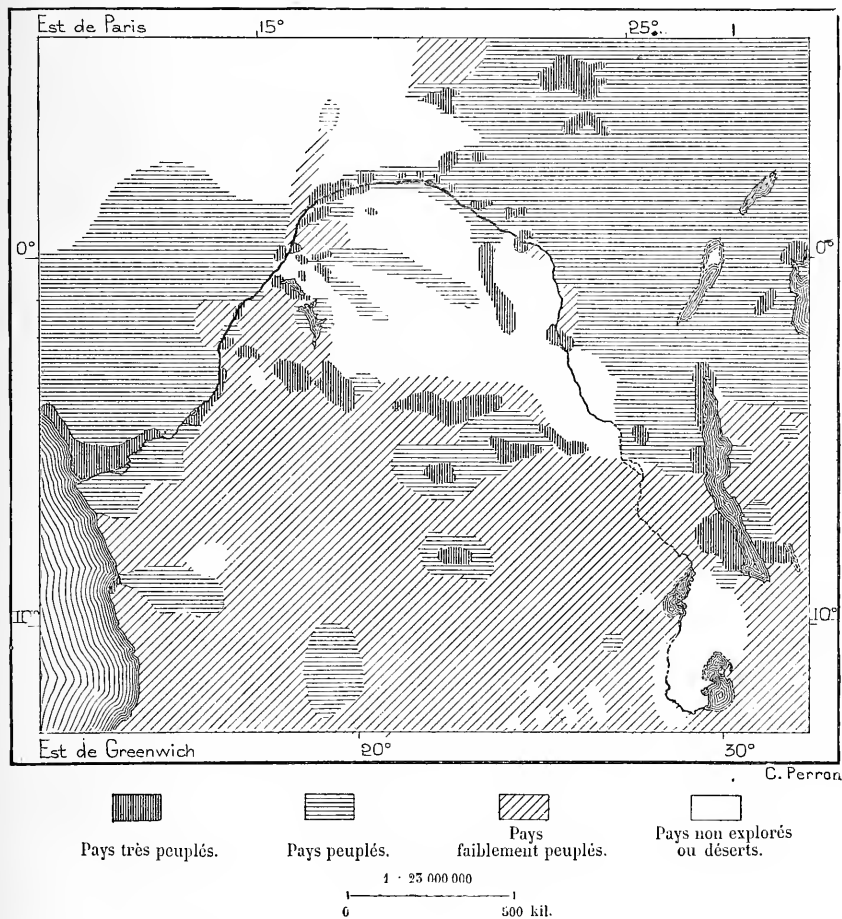 Est de Paris
15°
25°
0°
0°
10°
10°
Est de Greenwich
20°
30°
C. Perron
Pays très peuplés.
Pays peuplés.
Pays
faiblement peuplés.
Pays non explorés
ou déserts.
1 : 23 000 000
0
500 kil.